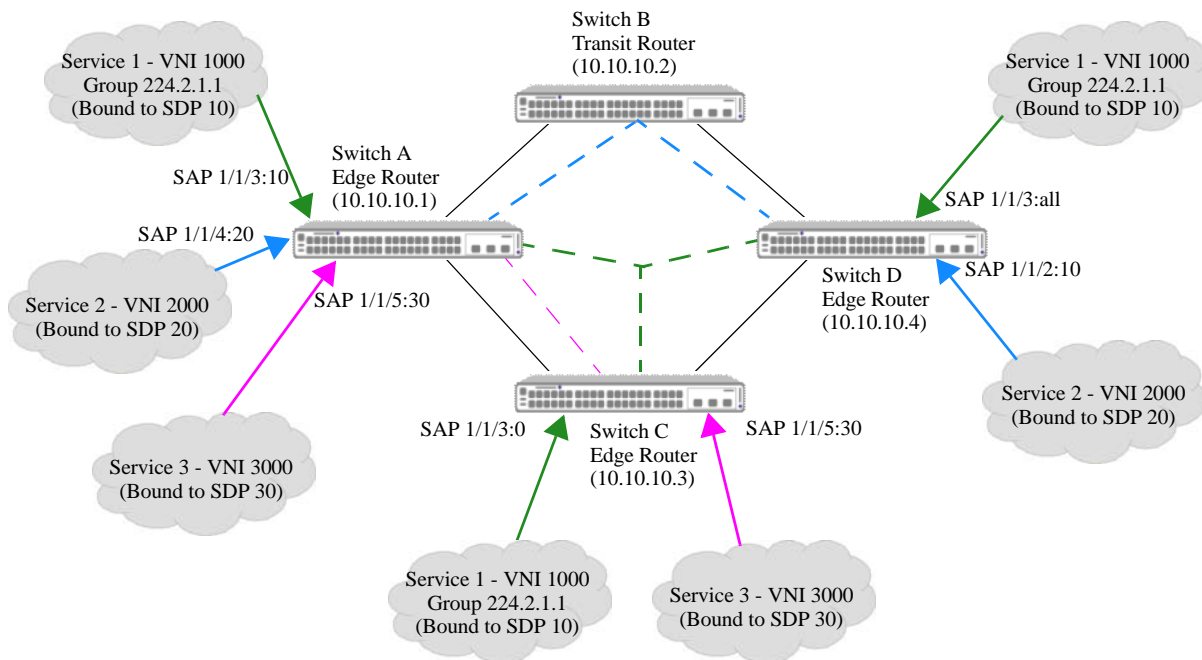 Switch B
Transit Router
(10.10.10.2)
Service 1 - VNI 1000
Group 224.2.1.1
(Bound to SDP 10)
Service 1 - VNI 1000
Group 224.2.1.1
(Bound to SDP 10)
Switch A
Edge Router
(10.10.10.1)
SAP 1/1/3:10
SAP 1/1/3:all
SAP 1/1/4:20
SAP 1/1/2:10
Switch D
Edge Router
(10.10.10.4)
Service 2 - VNI 2000
(Bound to SDP 20)
SAP 1/1/5:30
Service 2 - VNI 2000
(Bound to SDP 20)
SAP 1/1/3:0
Switch C
Edge Router
(10.10.10.3)
SAP 1/1/5:30
Service 3 - VNI 3000
(Bound to SDP 30)
Service 1 - VNI 1000
Group 224.2.1.1
(Bound to SDP 10)
Service 3 - VNI 3000
(Bound to SDP 30)